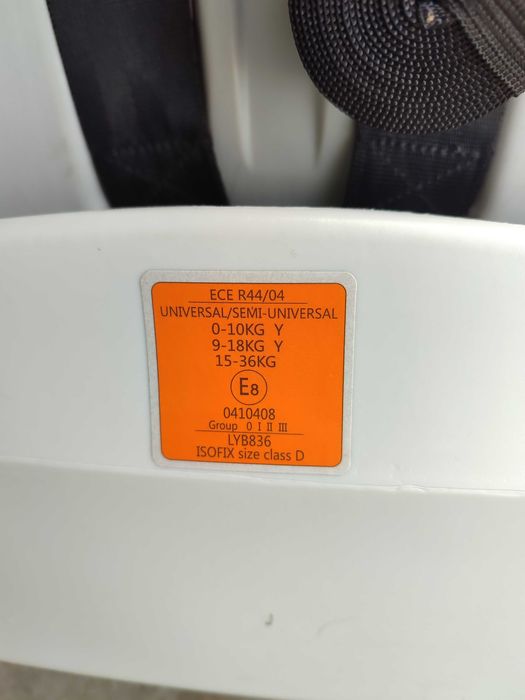 ECE R44/04
UNIVERSAL/SEMI-UNIVERSAL
0-10KG Y
9-18KG Y
15-36KG
E8
0410408
Group 0 I II III
LYB836
ISOFIX size class D